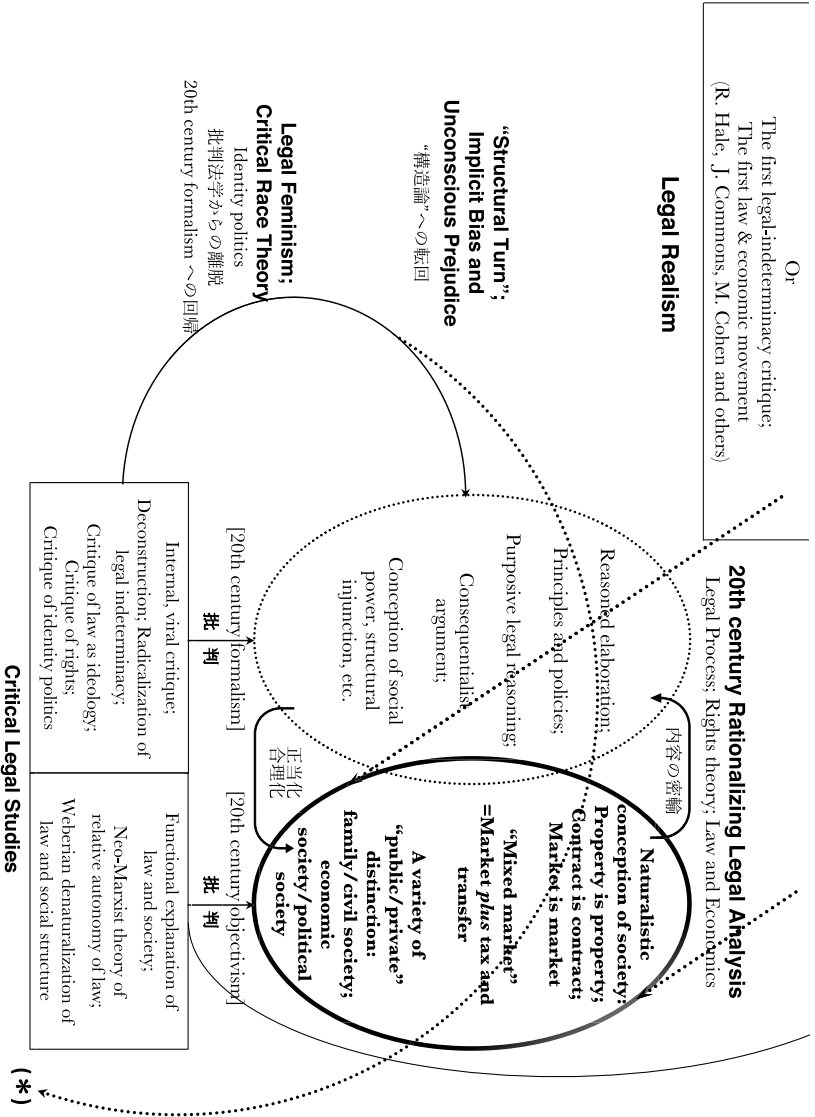 Or
The first legal-indeterminacy critique;
The first law & economic movement
(R. Hale, J. Commons, M. Cohen and others)
Legal Realism
20th century Rationalizing Legal Analysis
Legal Process; Rights theory; Law and Economics
“Structural Turn”;
Implicit Bias and
Unconscious Prejudice
“構造論”への転回
Legal Feminism;
Critical Race Theory
Identity politics
批判法学からの離脱
20th century formalism への回帰
Reasoned elaboration;
Principles and policies;
Purposive legal reasoning;
Consequentialist
argument;
Conception of social
power, structural
injunction, etc.
内容の密輸
Naturalistic
conception of society:
Property is property;
Contract is contract;
Market is market
“Mixed market”
=Market plus tax and
transfer
A variety of
“public/private”
distinction:
family/civil society;
economic
society/political
society
正当化
合理化
[20th century formalism]
[20th century objectivism]
批 判
批 判
Internal, viral critique;
Deconstruction; Radicalization of
legal indeterminacy;
Critique of law as ideology;
Critique of rights;
Critique of identity politics
Functional explanation of
law and society;
Neo-Marxist theory of
relative autonomy of law;
Weberian denaturalization of
law and social structure
Critical Legal Studies
(*)